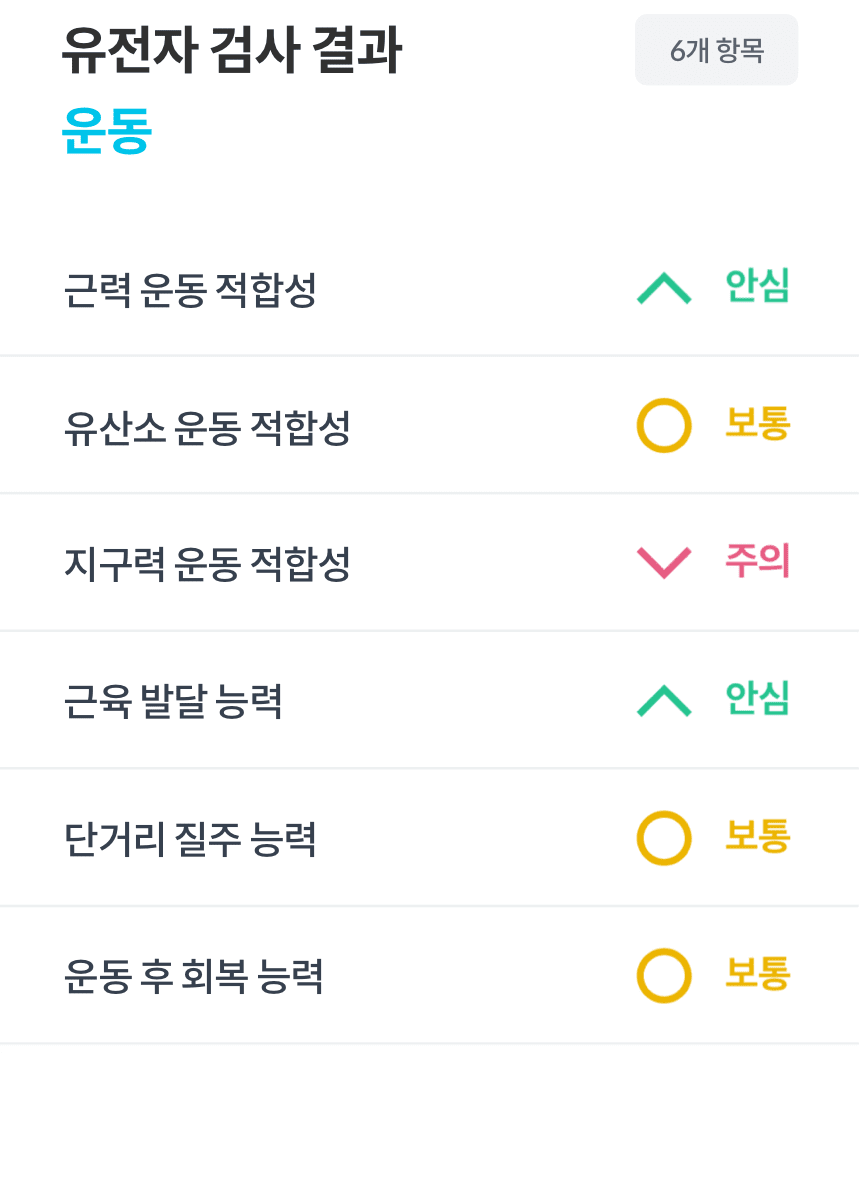 유전자 검사 결과
6개 항목
운동
근력 운동 적합성 안심
유산소 운동 적합성 보통
지구력 운동 적합성 주의
근육 발달 능력 안심
단거리 질주 능력 보통
운동 후 회복 능력 보통